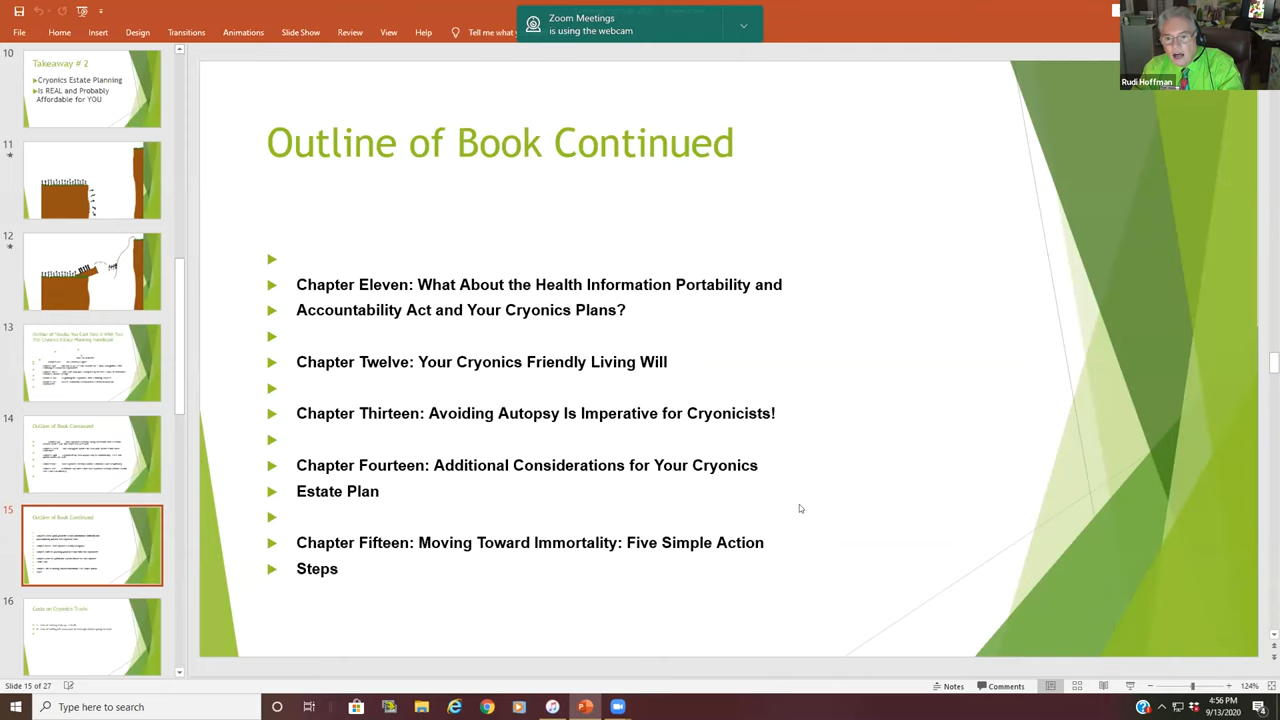 Zoom Meetings
is using the webcam
File Home Insert Design Transitions Animations Slide Show Review View Help Tell me what
Rudi Hoffman
10
Takeaway # 2
Cryonics Estate Planning
Is REAL and Probably
Affordable for YOU
11
12
13
14
Outline of Book Continued
15
Outline of Book Continued
16
Costs on Cryonics Trusts
Outline of Book Continued
Chapter Eleven: What About the Health Information Portability and
Accountability Act and Your Cryonics Plans?
Chapter Twelve: Your Cryonics Friendly Living Will
Chapter Thirteen: Avoiding Autopsy Is Imperative for Cryonicists!
Chapter Fourteen: Additional Considerations for Your Cryonics
Estate Plan
Chapter Fifteen: Moving Toward Immortality: Five Simple Action
Steps
Slide 15 of 27
Notes Comments 124%
Type here to search
4:56 PM
9/13/2020